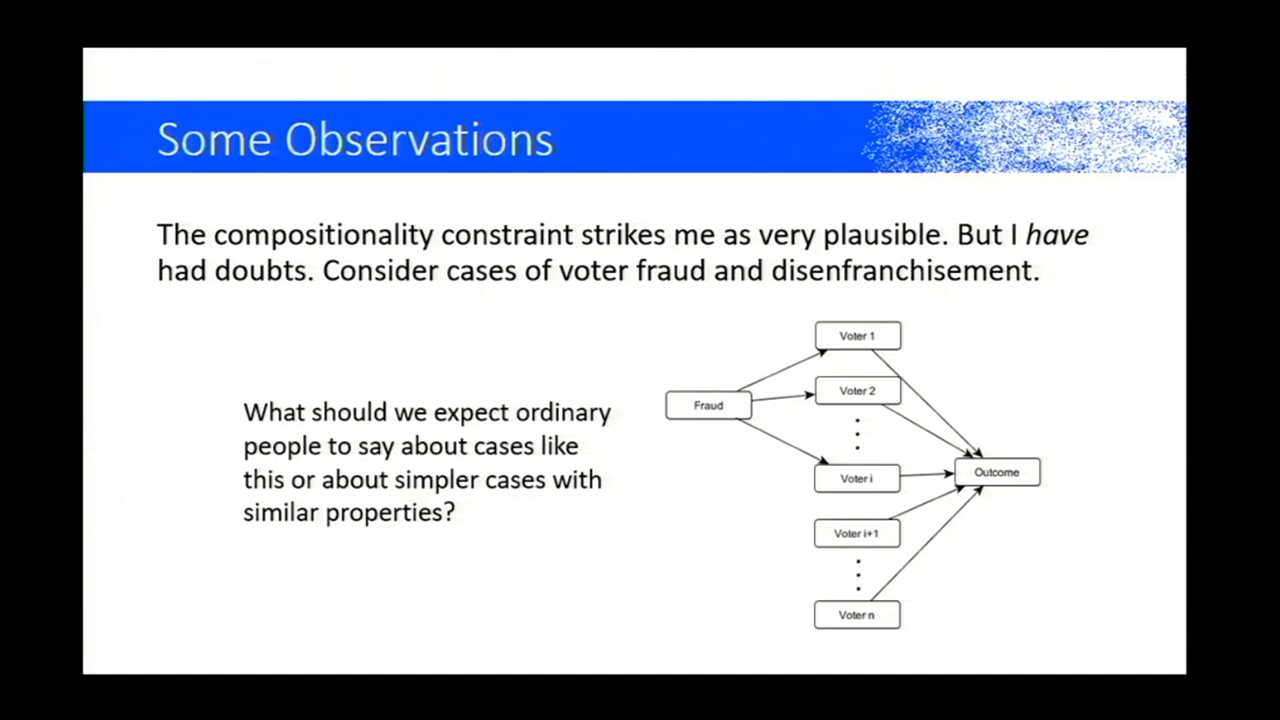 Some Observations
The compositionality constraint strikes me as very plausible. But I have
had doubts. Consider cases of voter fraud and disenfranchisement.
What should we expect ordinary
people to say about cases like
this or about simpler cases with
similar properties?
Fraud
Voter 1
Voter 2
Voter i
Voter i+1
Voter n
Outcome